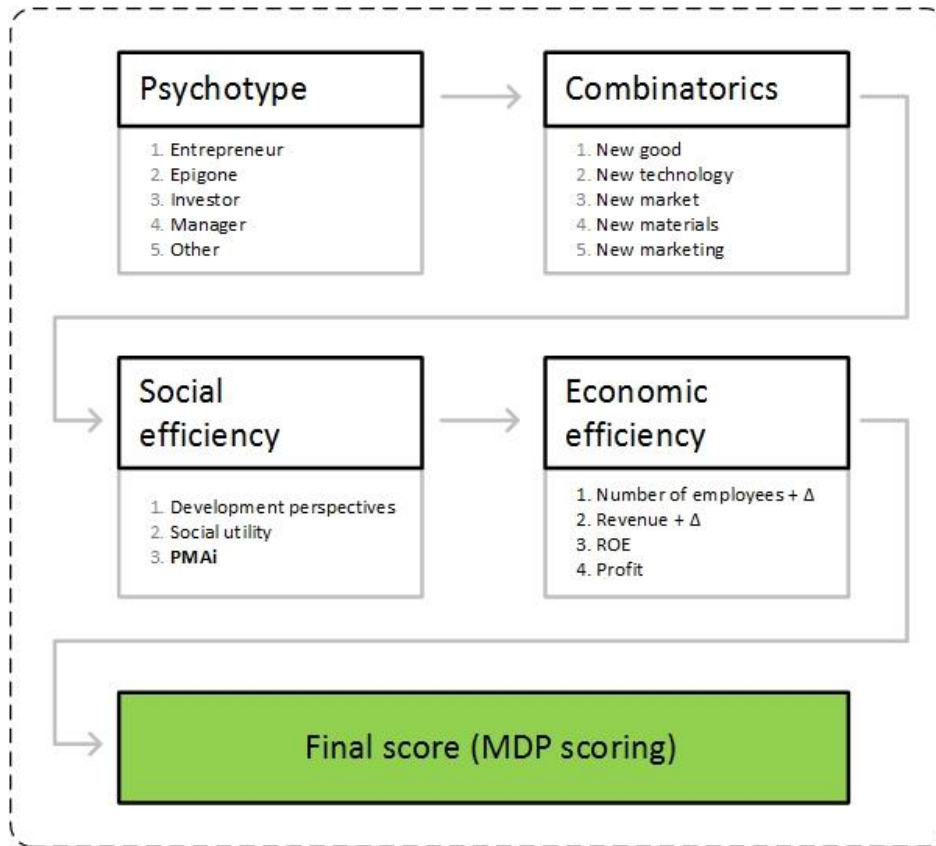 Psychotype
1. Entrepreneur
2. Epigone
3. Investor
4. Manager
5. Other
Combinatorics
1. New good
2. New technology
3. New market
4. New materials
5. New marketing
Social
efficiency
1. Development perspectives
2. Social utility
3. PMAi
Economic
efficiency
1. Number of employees + Δ
2. Revenue + Δ
3. ROE
4. Profit
Final score (MDP scoring)